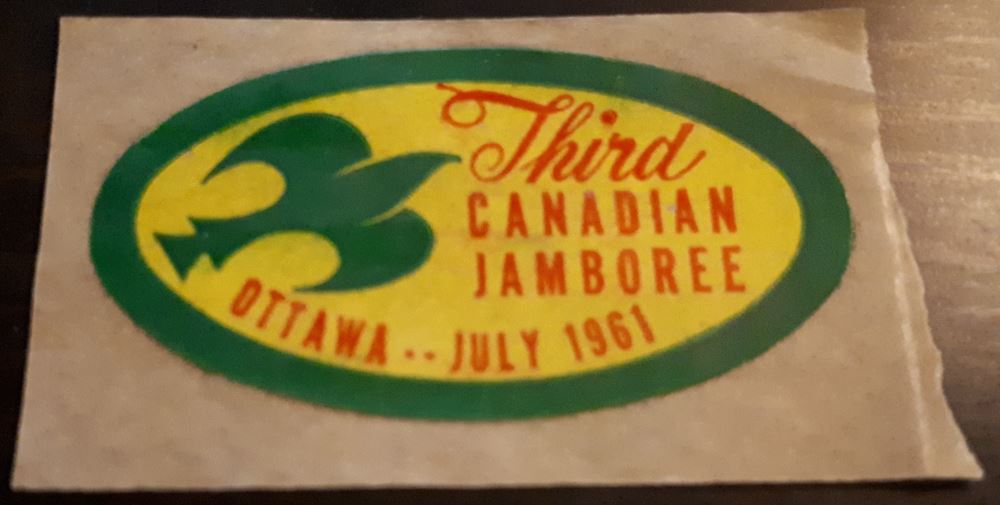 Third
CANADIAN
JAMBOREE
OTTAWA -- JULY 1961